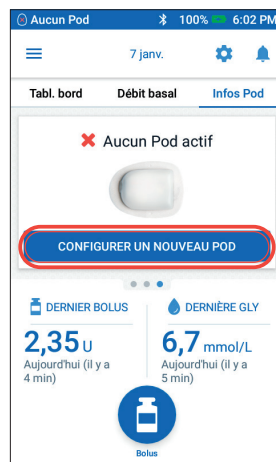 Aucun Pod 100% 6:02 PM
7 janv.
Tabl. bord Débit basal Infos Pod
Aucun Pod actif
CONFIGURER UN NOUVEAU POD
DERNIER BOLUS DERNIÈRE GLY
2,35 U 6,7 mmol/L
Aujourd'hui (il y a Aujourd'hui (il y a
4 min) 5 min)
Bolus